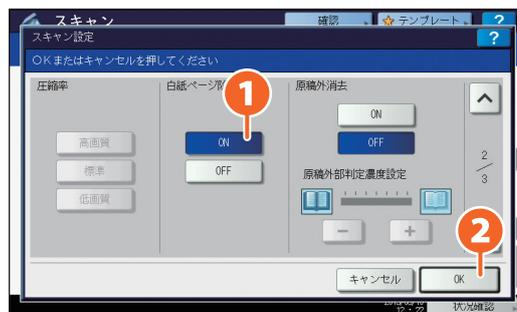 スキャン
確認
テンプレート
?
スキャン設定
?
OKまたはキャンセルを押してください
圧縮率
白紙ページ
原稿外消去
1
ON
高画質
ON
OFF
標準
OFF
原稿外部判定濃度設定
2
3
低画質
－
＋
2
キャンセル
OK
状況確認